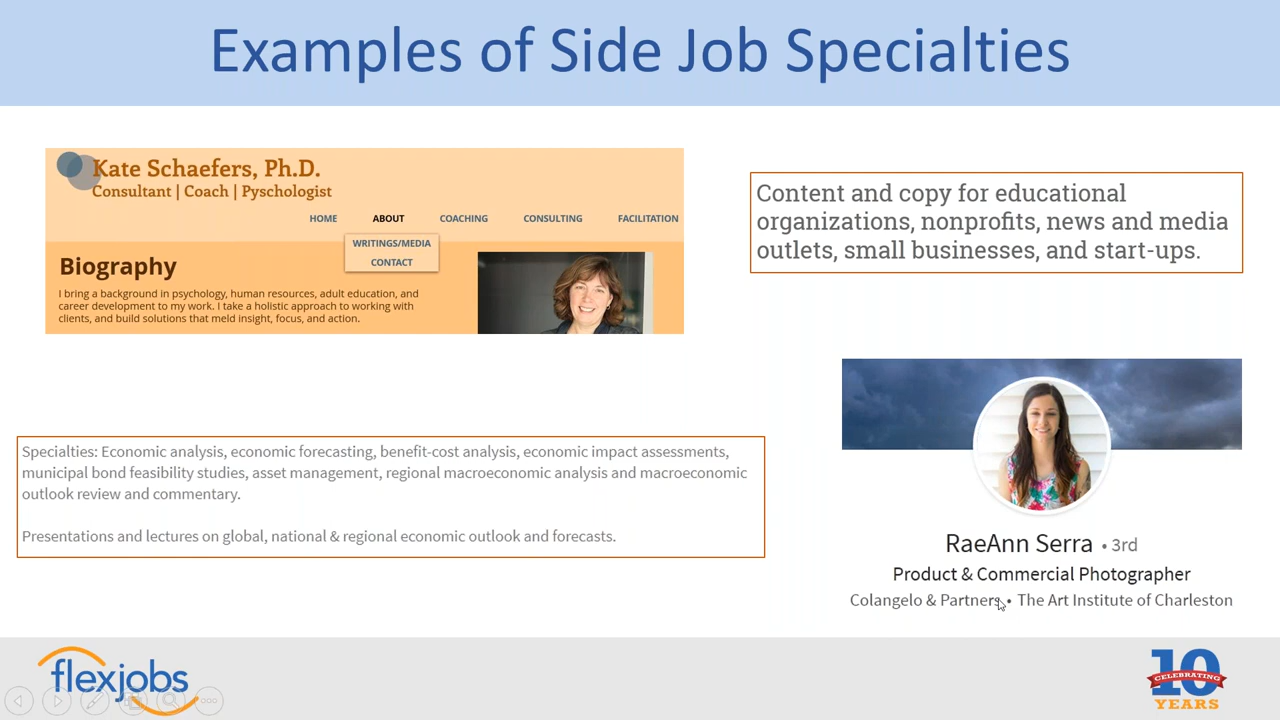 Examples of Side Job Specialties
Kate Schaefers, Ph.D.
Consultant | Coach | Pyschologist
HOME ABOUT COACHING CONSULTING FACILITATION
WRITINGS/MEDIA
CONTACT
Biography
I bring a background in psychology, human resources, adult education, and
career development to my work. I take a holistic approach to working with
clients, and build solutions that meld insight, focus, and action.
Content and copy for educational
organizations, nonprofits, news and media
outlets, small businesses, and start-ups.
Specialties: Economic analysis, economic forecasting, benefit-cost analysis, economic impact assessments,
municipal bond feasibility studies, asset management, regional macroeconomic analysis and macroeconomic
outlook review and commentary.
Presentations and lectures on global, national & regional economic outlook and forecasts.
RaeAnn Serra • 3rd
Product & Commercial Photographer
Colangelo & Partners • The Art Institute of Charleston
flexjobs
10
CELEBRATING
YEARS